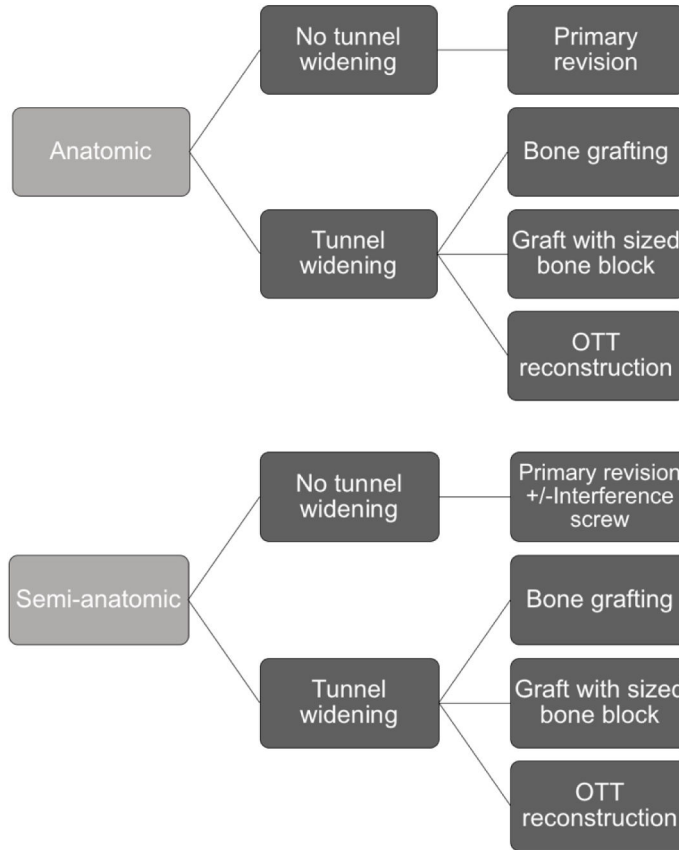 No tunnel
widening
Primary
revision
Anatomic
Bone grafting
Tunnel
widening
Graft with sized
bone block
OTT
reconstruction
No tunnel
widening
Primary revision
+/-Interference
screw
Semi-anatomic
Bone grafting
Tunnel
widening
Graft with sized
bone block
OTT
reconstruction